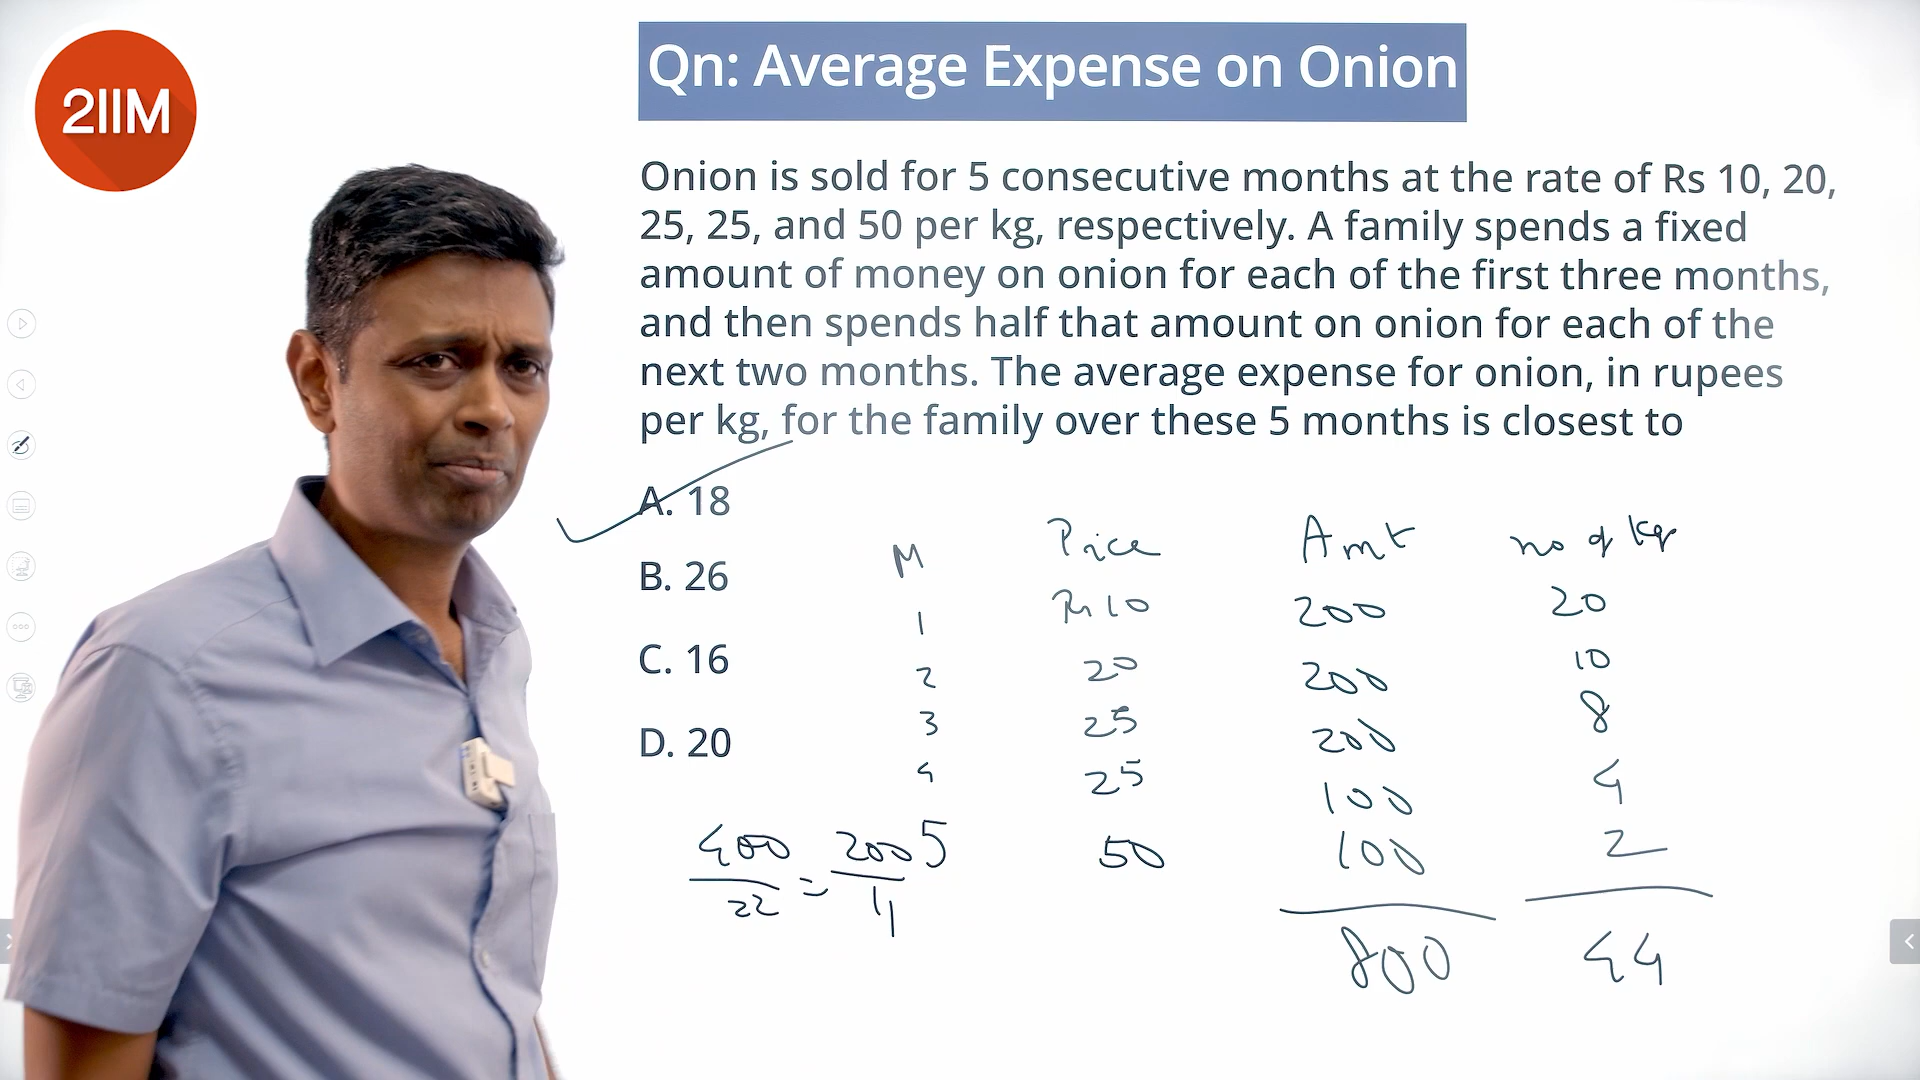 2IIM
Qn: Average Expense on Onion
Onion is sold for 5 consecutive months at the rate of Rs 10, 20,
25, 25, and 50 per kg, respectively. A family spends a fixed
amount of money on onion for each of the first three months,
and then spends half that amount on onion for each of the
next two months. The average expense for onion, in rupees
per kg, for the family over these 5 months is closest to
A. 18
B. 26
C. 16
D. 20
M Price Amt no of kg
1 Rs 10 200 20
2 20 200 10
3 25 200 8
4 25 100 4
5 50 100 2
800 44
400/22 = 200/11